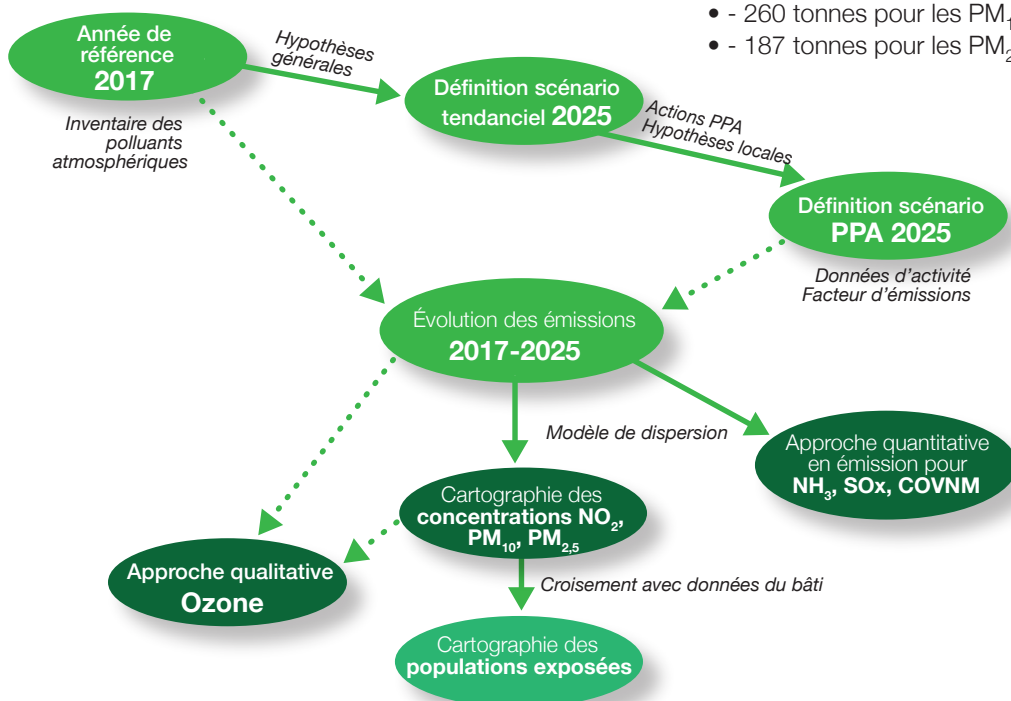 • - 260 tonnes pour les PM₁
• - 187 tonnes pour les PM₂
Année de
référence
2017
Hypothèses
générales
Définition scénario
tendanciel 2025
Actions PPA
Hypothèses locales
Inventaire des
polluants
atmosphériques
Définition scénario
PPA 2025
Données d’activité
Facteur d’émissions
Évolution des émissions
2017-2025
Modèle de dispersion
Approche quantitative
en émission pour
NH₃, SOx, COVNM
Cartographie des
concentrations NO₂,
PM₁₀, PM₂,₅
Approche qualitative
Ozone
Croisement avec données du bâti
Cartographie des
populations exposées